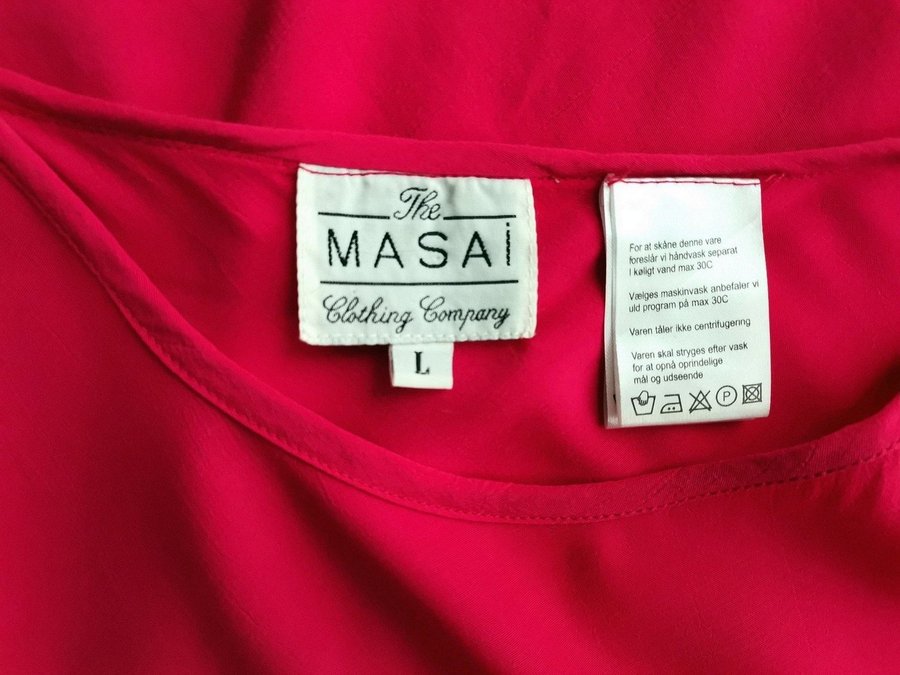 The
MASAi
Clothing Company
L
For at skåne denne vare
foreslår vi håndvask separat
I køligt vand max 30C
Vælges maskinvask anbefaler vi
uld program på max 30C
Varen tåler ikke centrifugering
Varen skal stryges efter vask
for at opnå oprindelige
mål og udseende
P